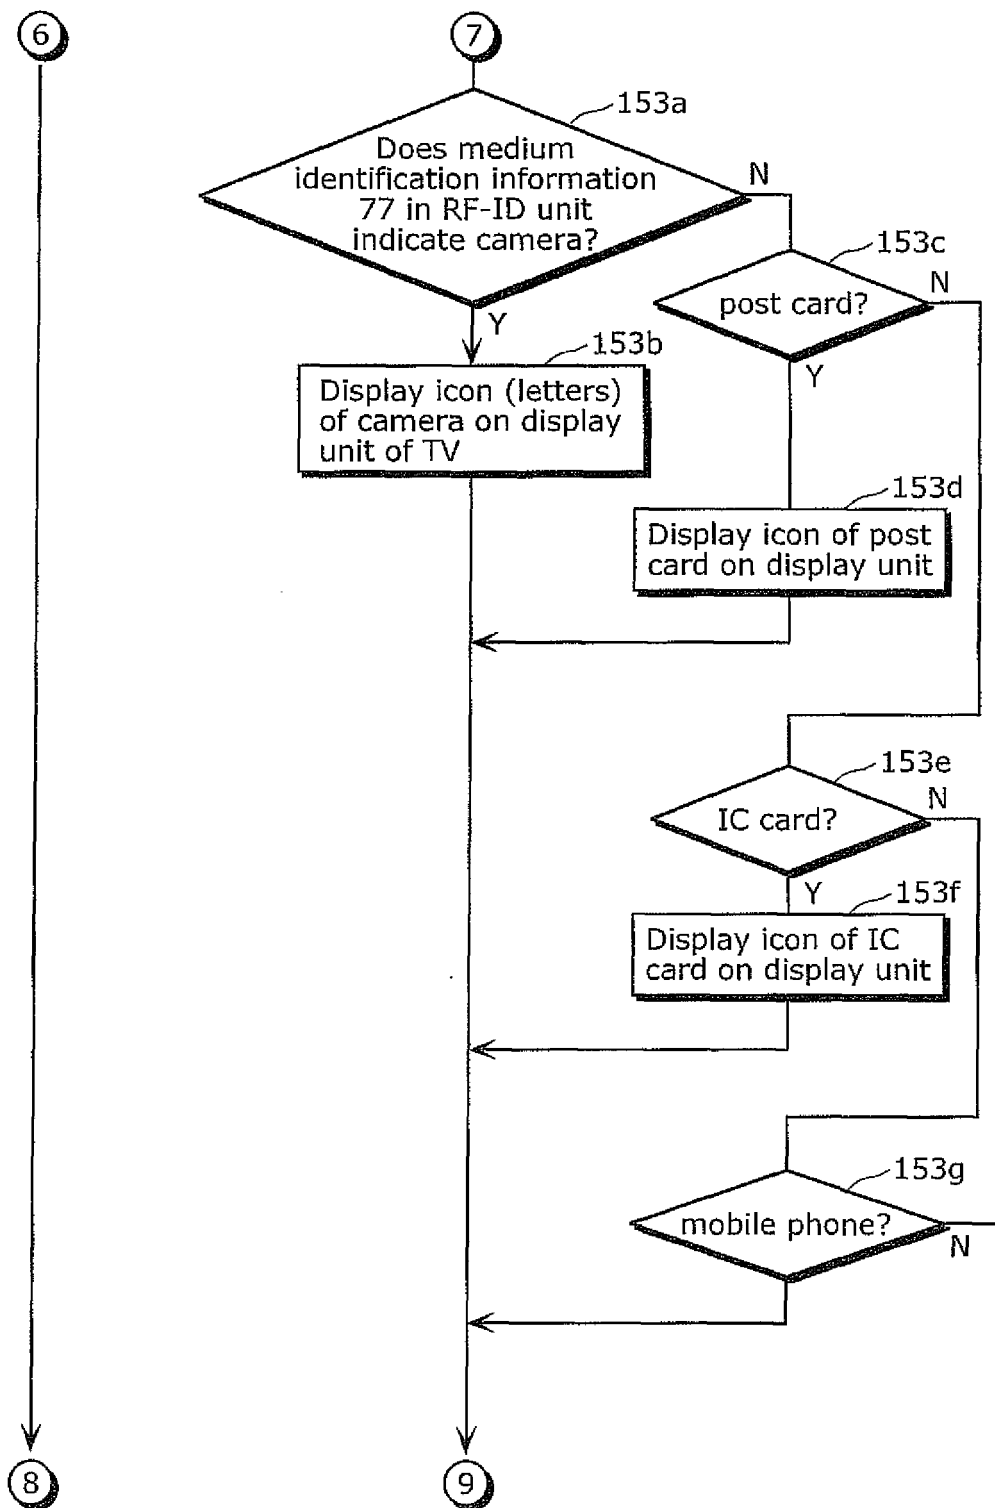 6
7
153a
Does medium
identification information
77 in RF-ID unit
indicate camera?
N
153c
post card?
N
Y
Y
153b
Display icon (letters)
of camera on display
unit of TV
153d
Display icon of post
card on display unit
153e
IC card?
N
Y
153f
Display icon of IC
card on display unit
153g
mobile phone?
N
8
9